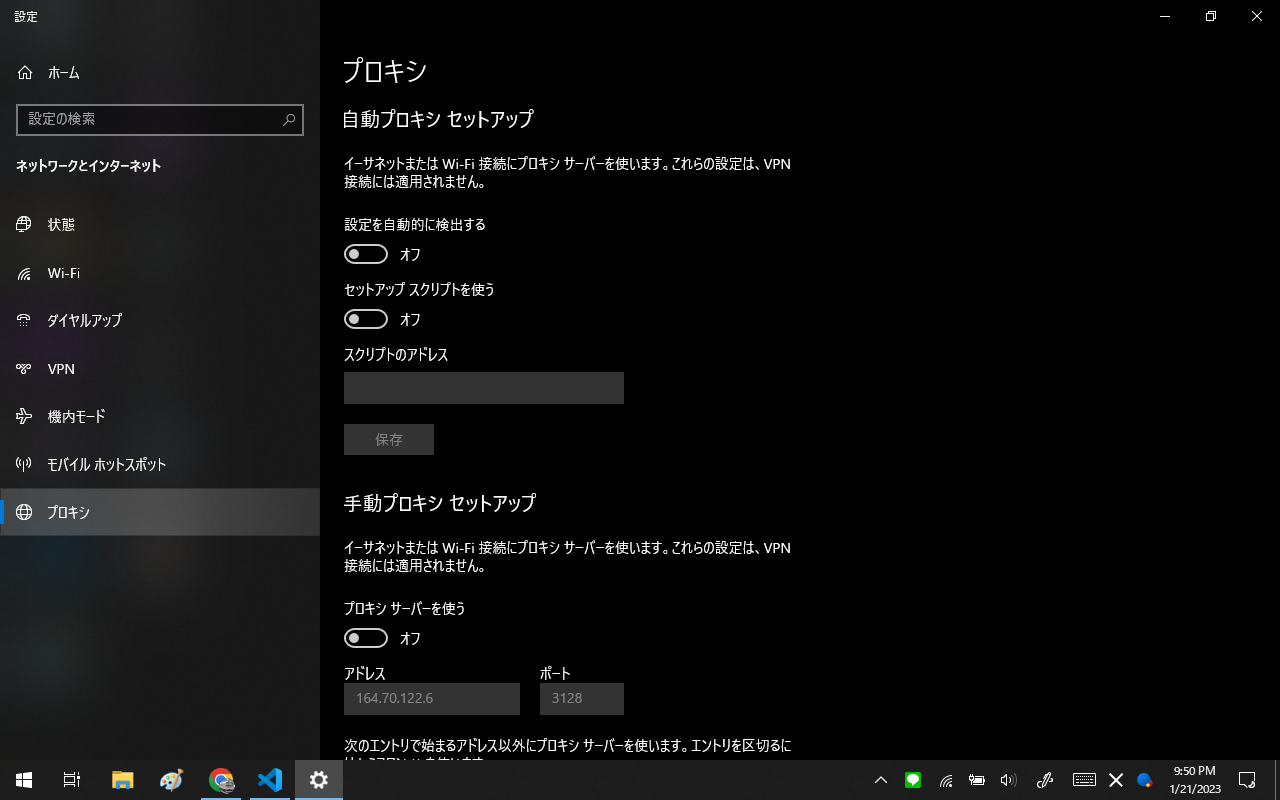 設定
ホーム
設定の検索
ネットワークとインターネット
状態
Wi-Fi
ダイヤルアップ
VPN
機内モード
モバイル ホットスポット
プロキシ
プロキシ
自動プロキシ セットアップ
イーサネットまたは Wi-Fi 接続にプロキシ サーバーを使います。これらの設定は、VPN
接続には適用されません。
設定を自動的に検出する
オフ
セットアップ スクリプトを使う
オフ
スクリプトのアドレス
保存
手動プロキシ セットアップ
イーサネットまたは Wi-Fi 接続にプロキシ サーバーを使います。これらの設定は、VPN
接続には適用されません。
プロキシ サーバーを使う
オフ
アドレス ポート
164.70.122.6 3128
次のエントリで始まるアドレス以外にプロキシ サーバーを使います。エントリを区切るに
9:50 PM
1/21/2023